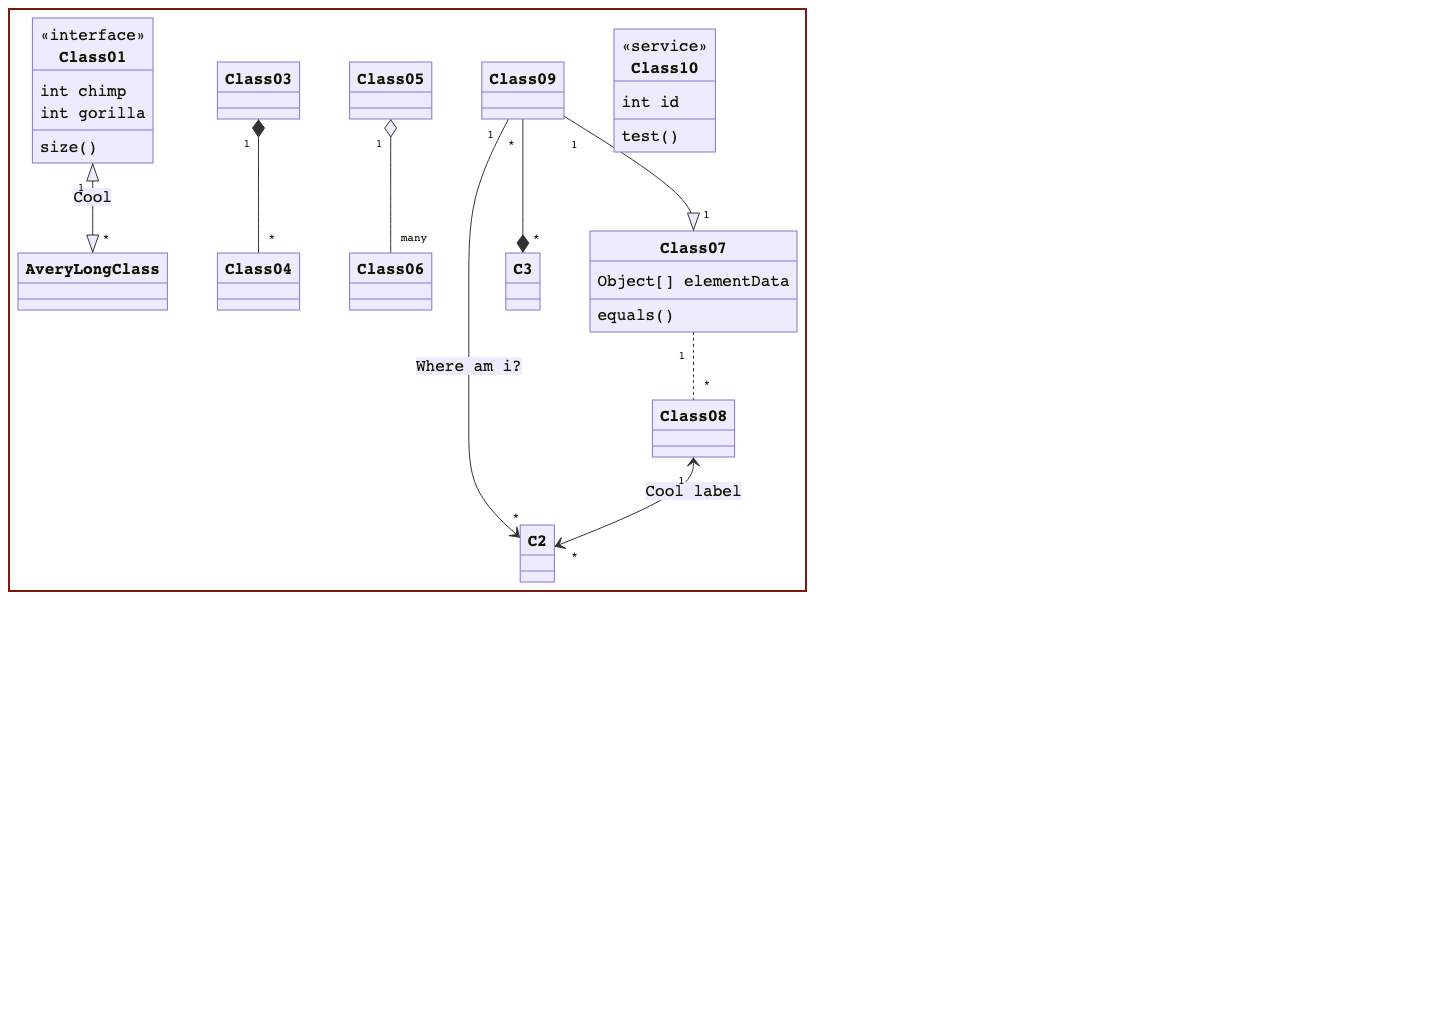 «interface»
Class01
int chimp
int gorilla
size()
Class03
Class05
Class09
«service»
Class10
int id
test()
1
1
1
1
*
1
1
Cool
*
*
many
*
1
AveryLongClass
Class04
Class06
C3
Class07
Object[] elementData
equals()
Where am i?
1
*
Class08
1
Cool label
*
C2
*